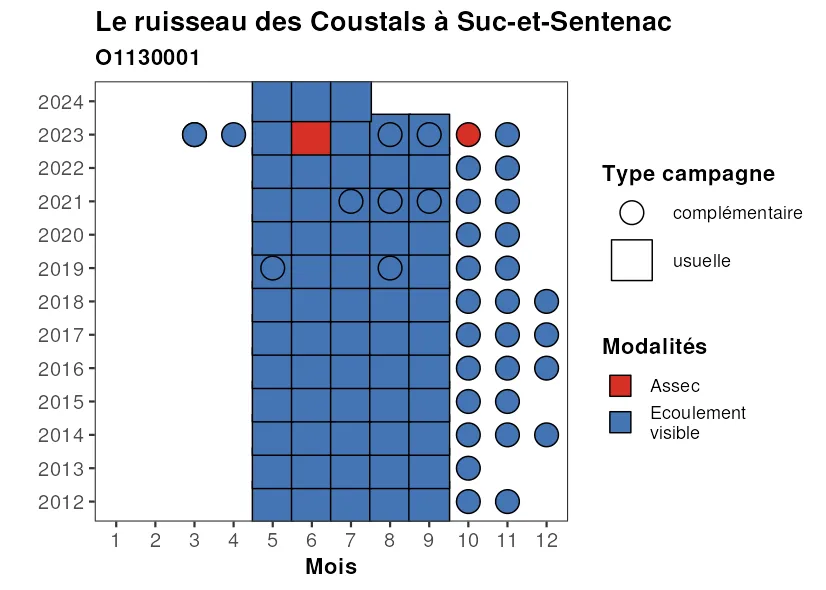 Le ruisseau des Coustals à Suc-et-Sentenac
O1130001
2024
2023
2022
2021
2020
2019
2018
2017
2016
2015
2014
2013
2012
1 2 3 4 5 6 7 8 9 10 11 12
Mois
Type campagne
complémentaire
usuelle
Modalités
Assec
Ecoulement
visible